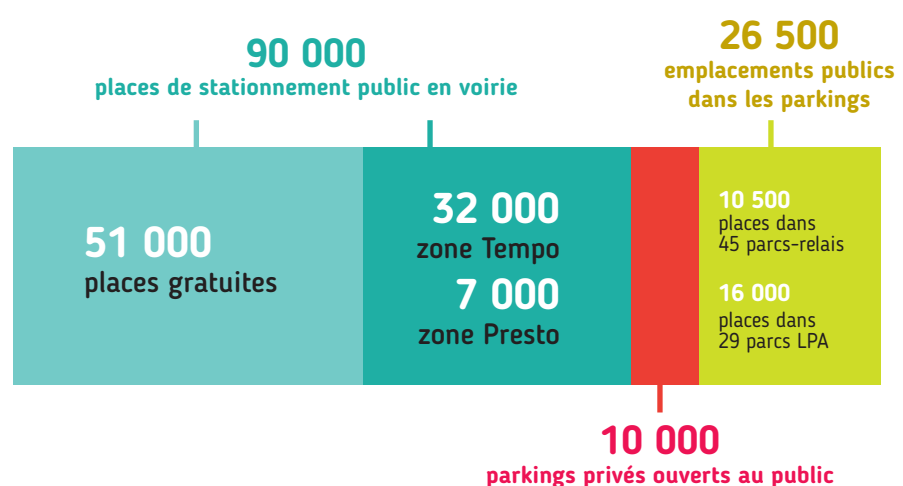 90 000
places de stationnement public en voirie
26 500
emplacements publics
dans les parkings
51 000
places gratuites
32 000
zone Tempo
7 000
zone Presto
10 500
places dans
45 parcs-relais
16 000
places dans
29 parcs LPA
10 000
parkings privés ouverts au public